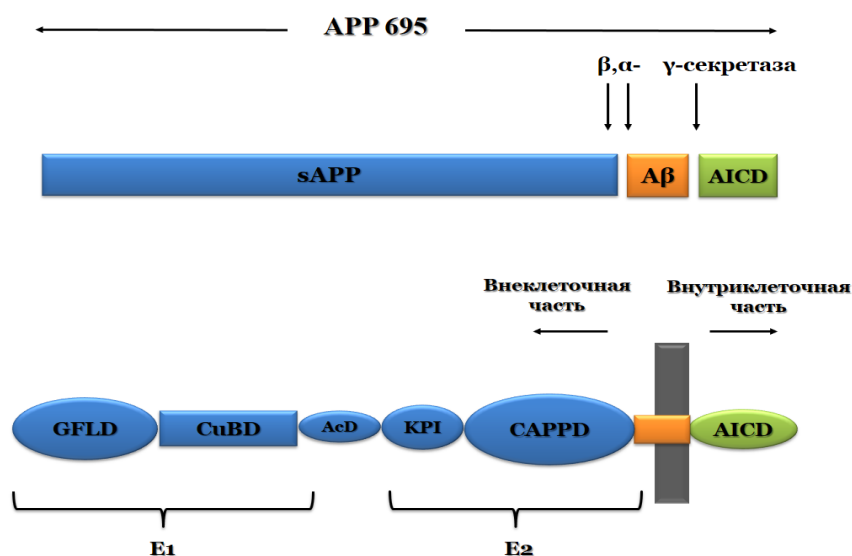 APP 695
β,α- γ-секретаза
sAPP Aβ AICD
Внеклеточная часть
Внутриклеточная часть
GFLD CuBD AcD KPI CAPPD AICD
E1 E2